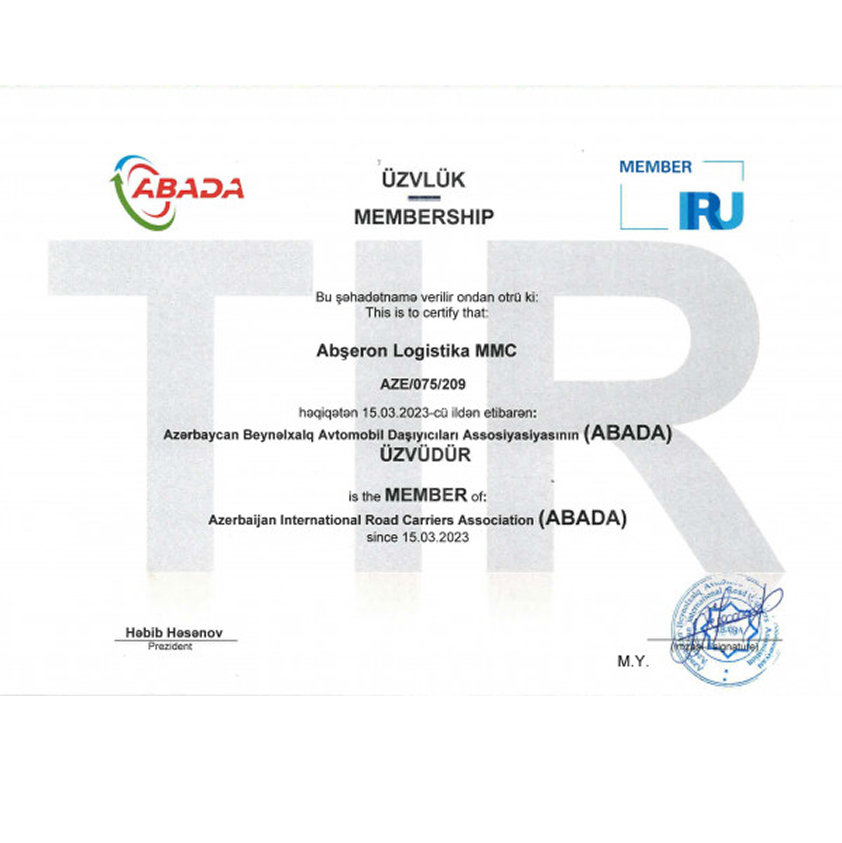 ABADA
ÜZVLÜK
MEMBERSHIP
MEMBER
IRU
TIR
Bu şəhadətnamə verilir ondan otrü ki:
This is to certify that:
Abşeron Logistika MMC
AZE/075/209
həqiqətən 15.03.2023-cü ildən etibarən:
Azərbaycan Beynəlxalq Avtomobil Daşıyıcıları Assosiyasiyasının (ABADA)
ÜZVÜDÜR
is the MEMBER of:
Azerbaijan International Road Carriers Association (ABADA)
since 15.03.2023
Həbib Həsənov
Prezident
(imzası / signature)
M.Y.